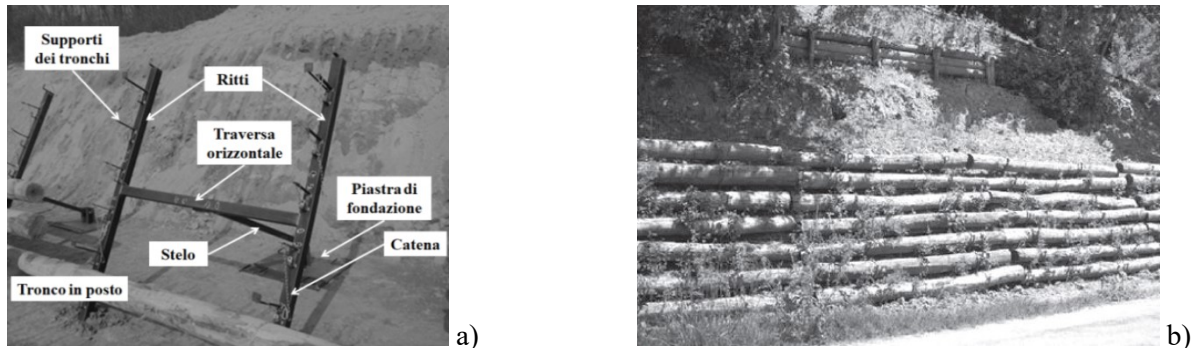 Supporti
dei tronchi
Ritti
Traversa
orizzontale
Piastra di
fondazione
Stelo
Catena
Tronco in posto
a)
b)